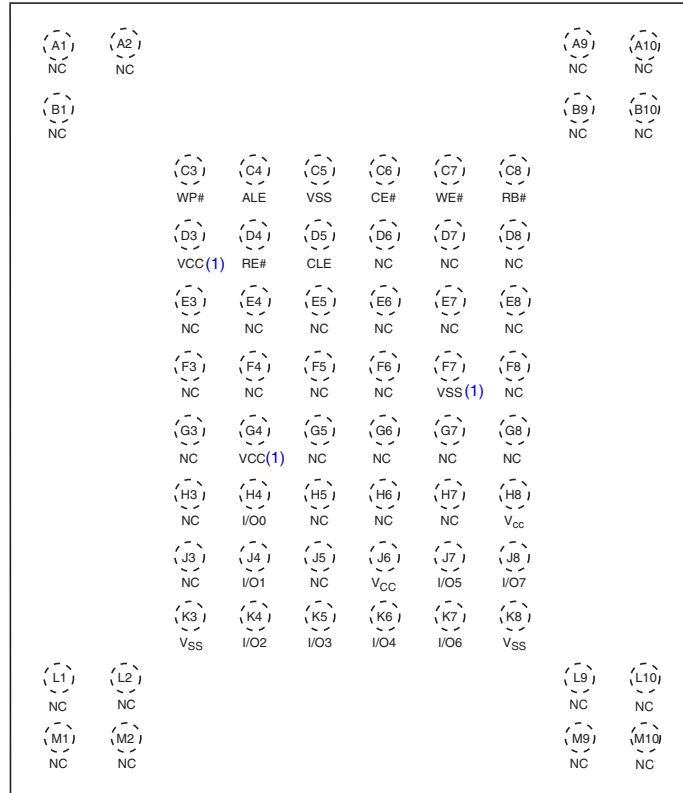 A1 A2 A9 A10
NC NC NC NC
B1 B9 B10
NC NC NC
C3 C4 C5 C6 C7 C8
WP# ALE VSS CE# WE# RB#
D3 D4 D5 D6 D7 D8
VCC(1) RE# CLE NC NC NC
E3 E4 E5 E6 E7 E8
NC NC NC NC NC NC
F3 F4 F5 F6 F7 F8
NC NC NC NC VSS(1) NC
G3 G4 G5 G6 G7 G8
NC VCC(1) NC NC NC NC
H3 H4 H5 H6 H7 H8
NC I/O0 NC NC NC Vcc
J3 J4 J5 J6 J7 J8
NC I/O1 NC VCC I/O5 I/O7
K3 K4 K5 K6 K7 K8
VSS I/O2 I/O3 I/O4 I/O6 VSS
L1 L2 L9 L10
NC NC NC NC
M1 M2 M9 M10
NC NC NC NC